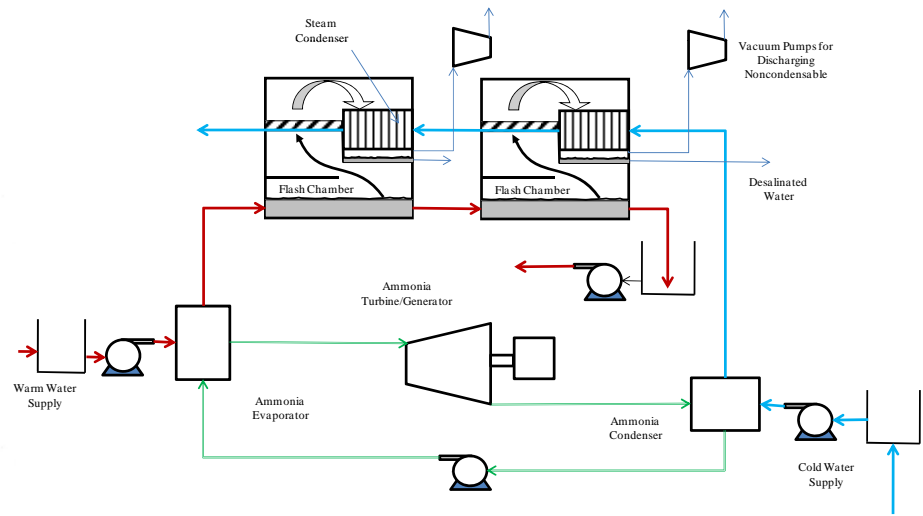 Steam
Condenser
Vacuum Pumps for
Discharging
Noncondensable
Flash Chamber
Flash Chamber
Desalinated
Water
Ammonia
Turbine/Generator
Warm Water
Supply
Ammonia
Evaporator
Ammonia
Condenser
Cold Water
Supply